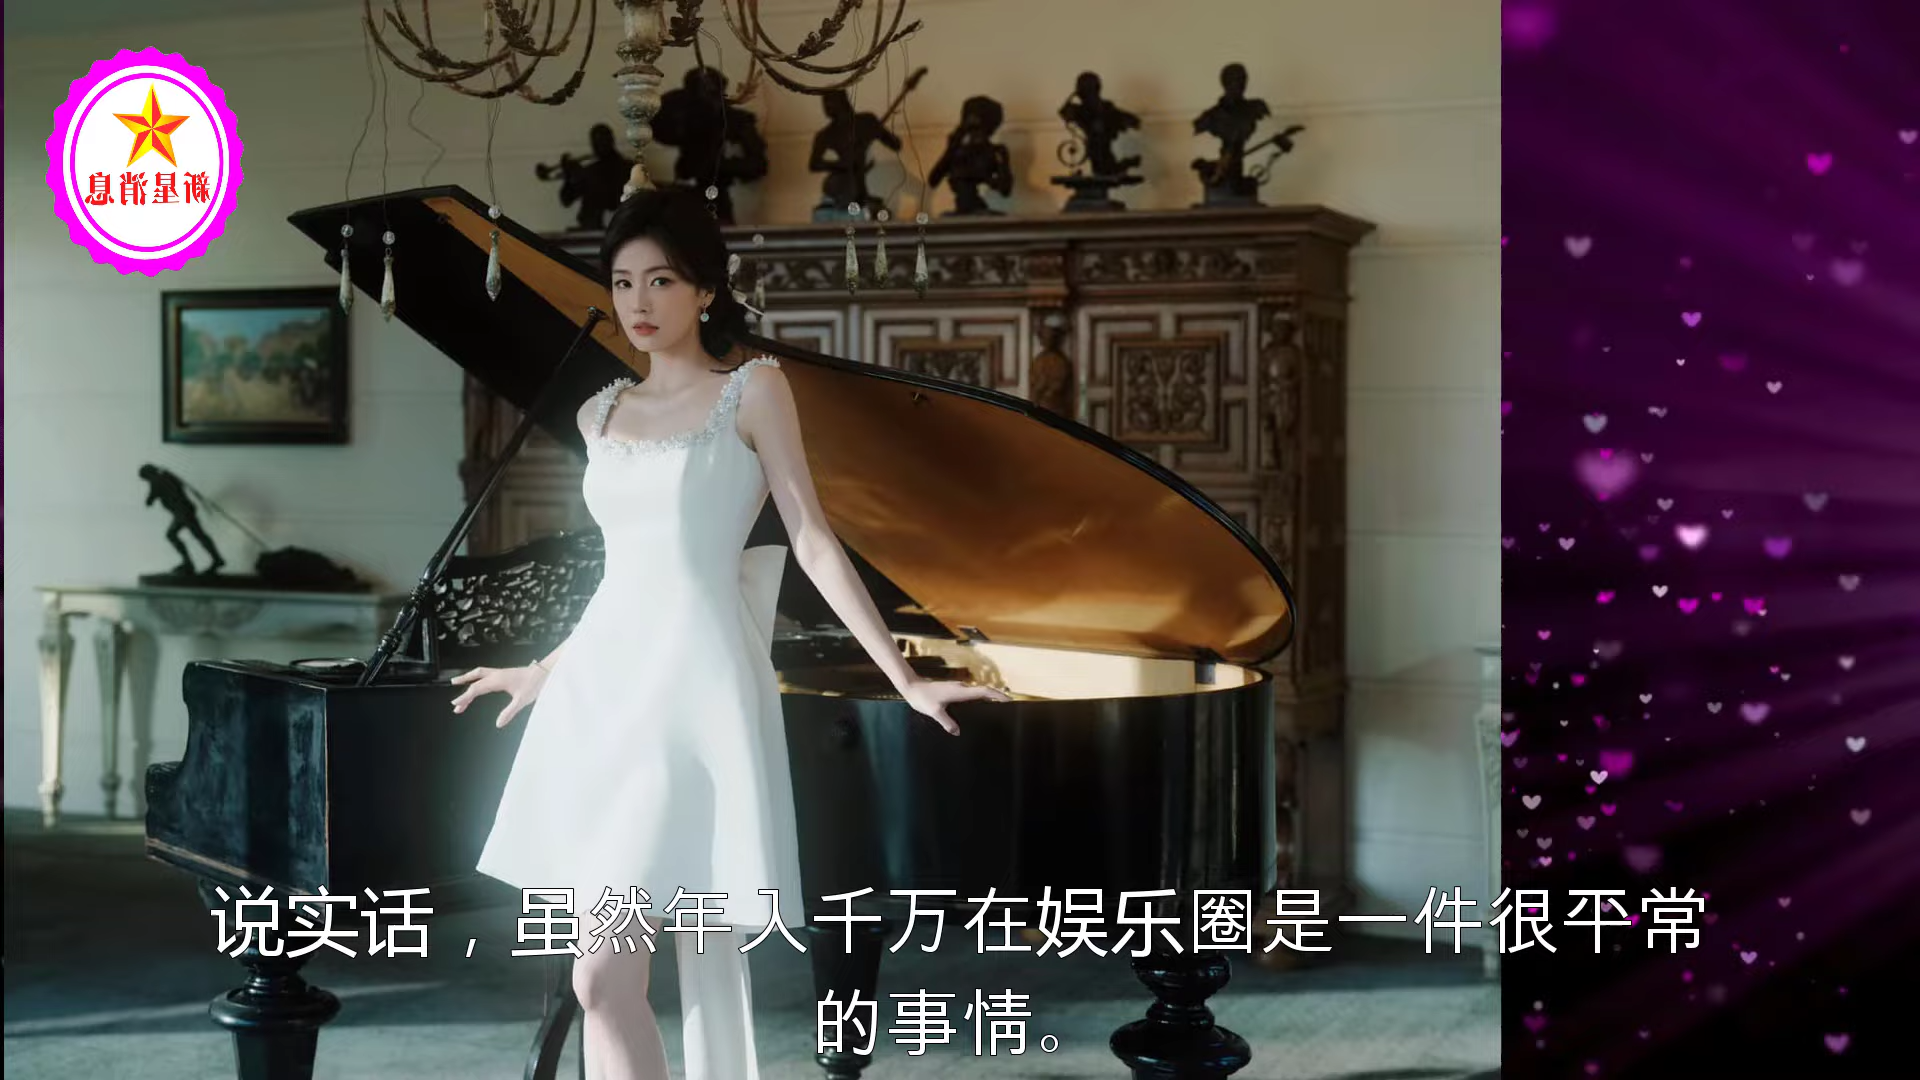 新星消息
说实话，虽然年入千万在娱乐圈是一件很平常
的事情。